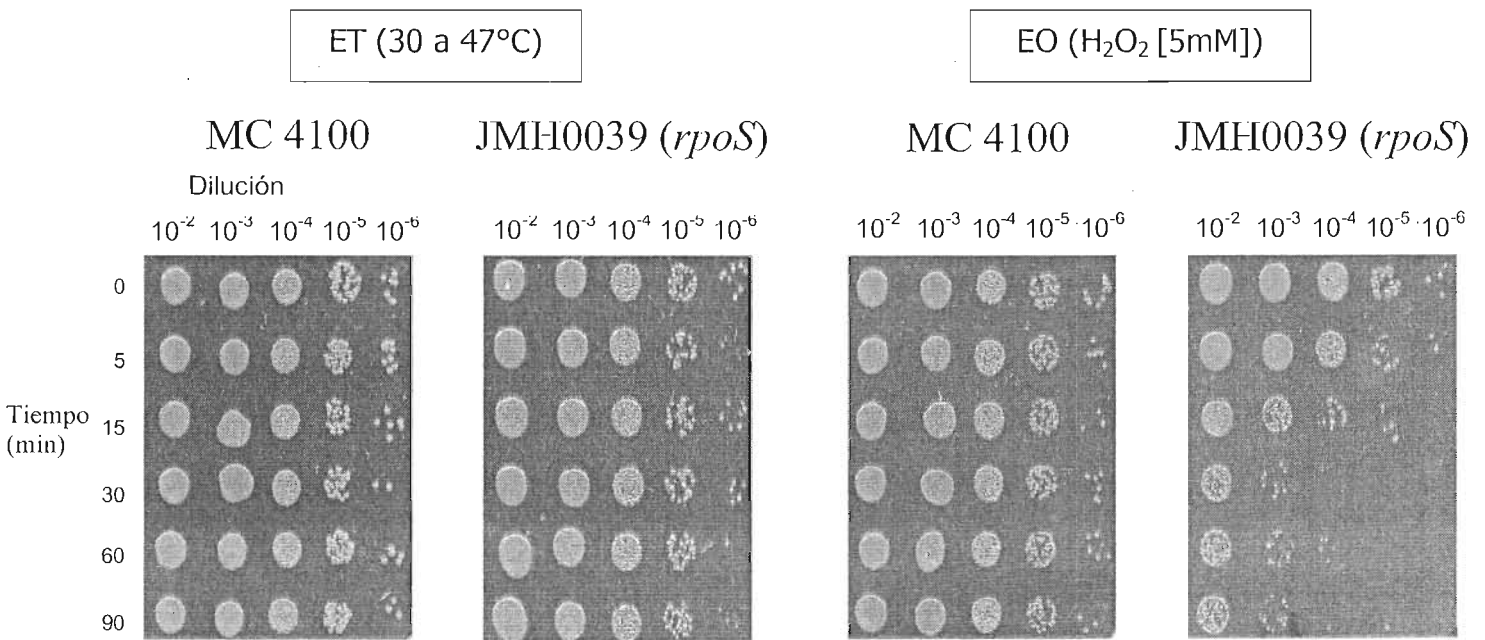 ET (30 a 47°C)
EO (H₂O₂ [5mM])
MC 4100
JMH0039 (rpoS)
MC 4100
JMH0039 (rpoS)
Dilución
10⁻² 10⁻³ 10⁻⁴ 10⁻⁵ 10⁻⁶
10⁻² 10⁻³ 10⁻⁴ 10⁻⁵ 10⁻⁶
10⁻² 10⁻³ 10⁻⁴ 10⁻⁵ 10⁻⁶
10⁻² 10⁻³ 10⁻⁴ 10⁻⁵ 10⁻⁶
Tiempo
(min)
0
5
15
30
60
90